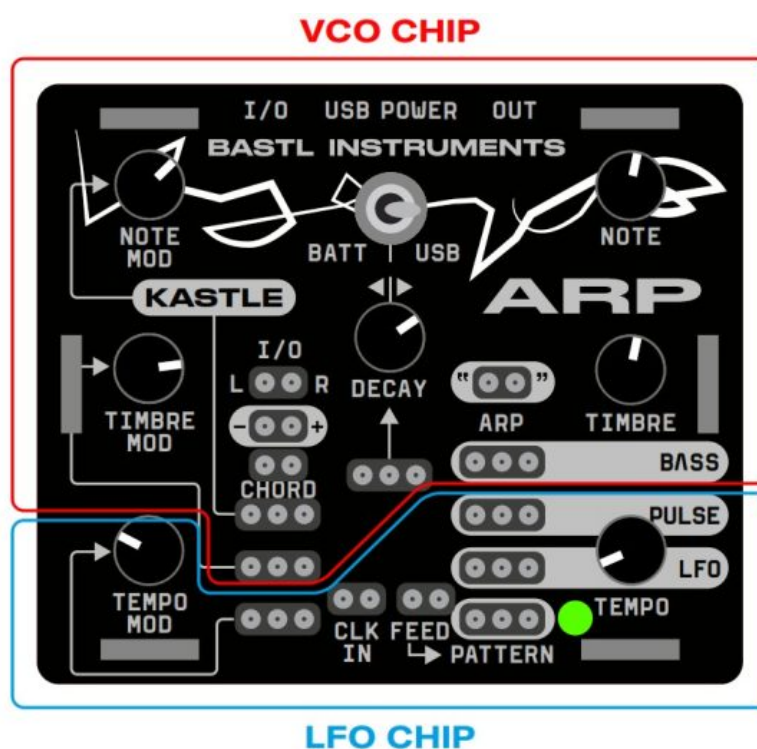 VCO CHIP
I/O USB POWER OUT
BASTL INSTRUMENTS
NOTE MOD
BATT USB
NOTE
KASTLE
ARP
I/O
L R
DECAY
" "
TIMBRE MOD
- +
ARP
TIMBRE
CHORD
BASS
PULSE
LFO
TEMPO MOD
CLK IN
FEED
PATTERN
TEMPO
LFO CHIP